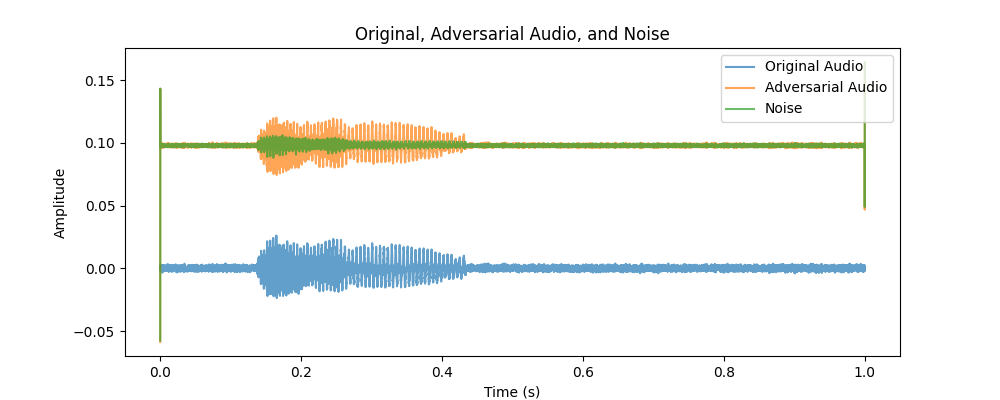 Original, Adversarial Audio, and Noise
Original Audio
Adversarial Audio
Noise
Amplitude
0.15
0.10
0.05
0.00
−0.05
0.0
0.2
0.4
0.6
0.8
1.0
Time (s)